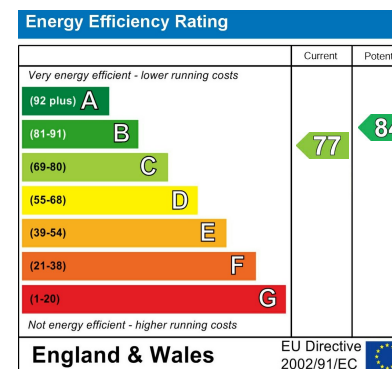 Energy Efficiency Rating
Current
Very energy efficient - lower running costs
(92 plus) A
(81-91) B
(69-80) C
(55-68) D
(39-54) E
(21-38) F
(1-20) G
77
Not energy efficient - higher running costs
England & Wales
EU Directive
2002/91/EC